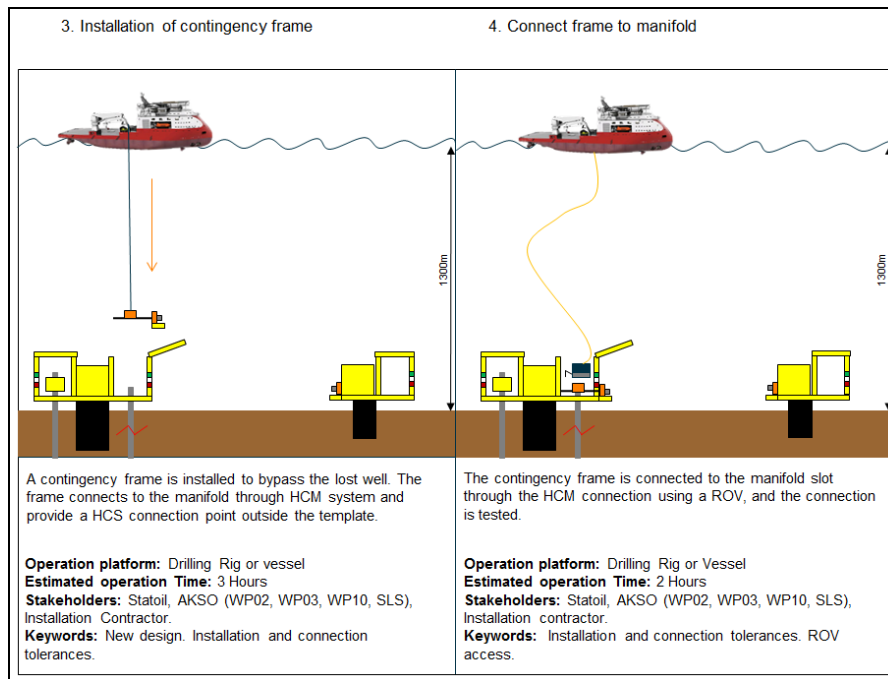 3. Installation of contingency frame
4. Connect frame to manifold
1300m
1300m
A contingency frame is installed to bypass the lost well. The
frame connects to the manifold through HCM system and
provide a HCS connection point outside the template.
Operation platform: Drilling Rig or vessel
Estimated operation Time: 3 Hours
Stakeholders: Statoil, AKSO (WP02, WP03, WP10, SLS),
Installation Contractor.
Keywords: New design. Installation and connection
tolerances.
The contingency frame is connected to the manifold slot
through the HCM connection using a ROV, and the connection
is tested.
Operation platform: Drilling Rig or Vessel
Estimated operation Time: 2 Hours
Stakeholders: Statoil, AKSO (WP02, WP03, WP10, SLS),
Installation contractor.
Keywords: Installation and connection tolerances. ROV
access.